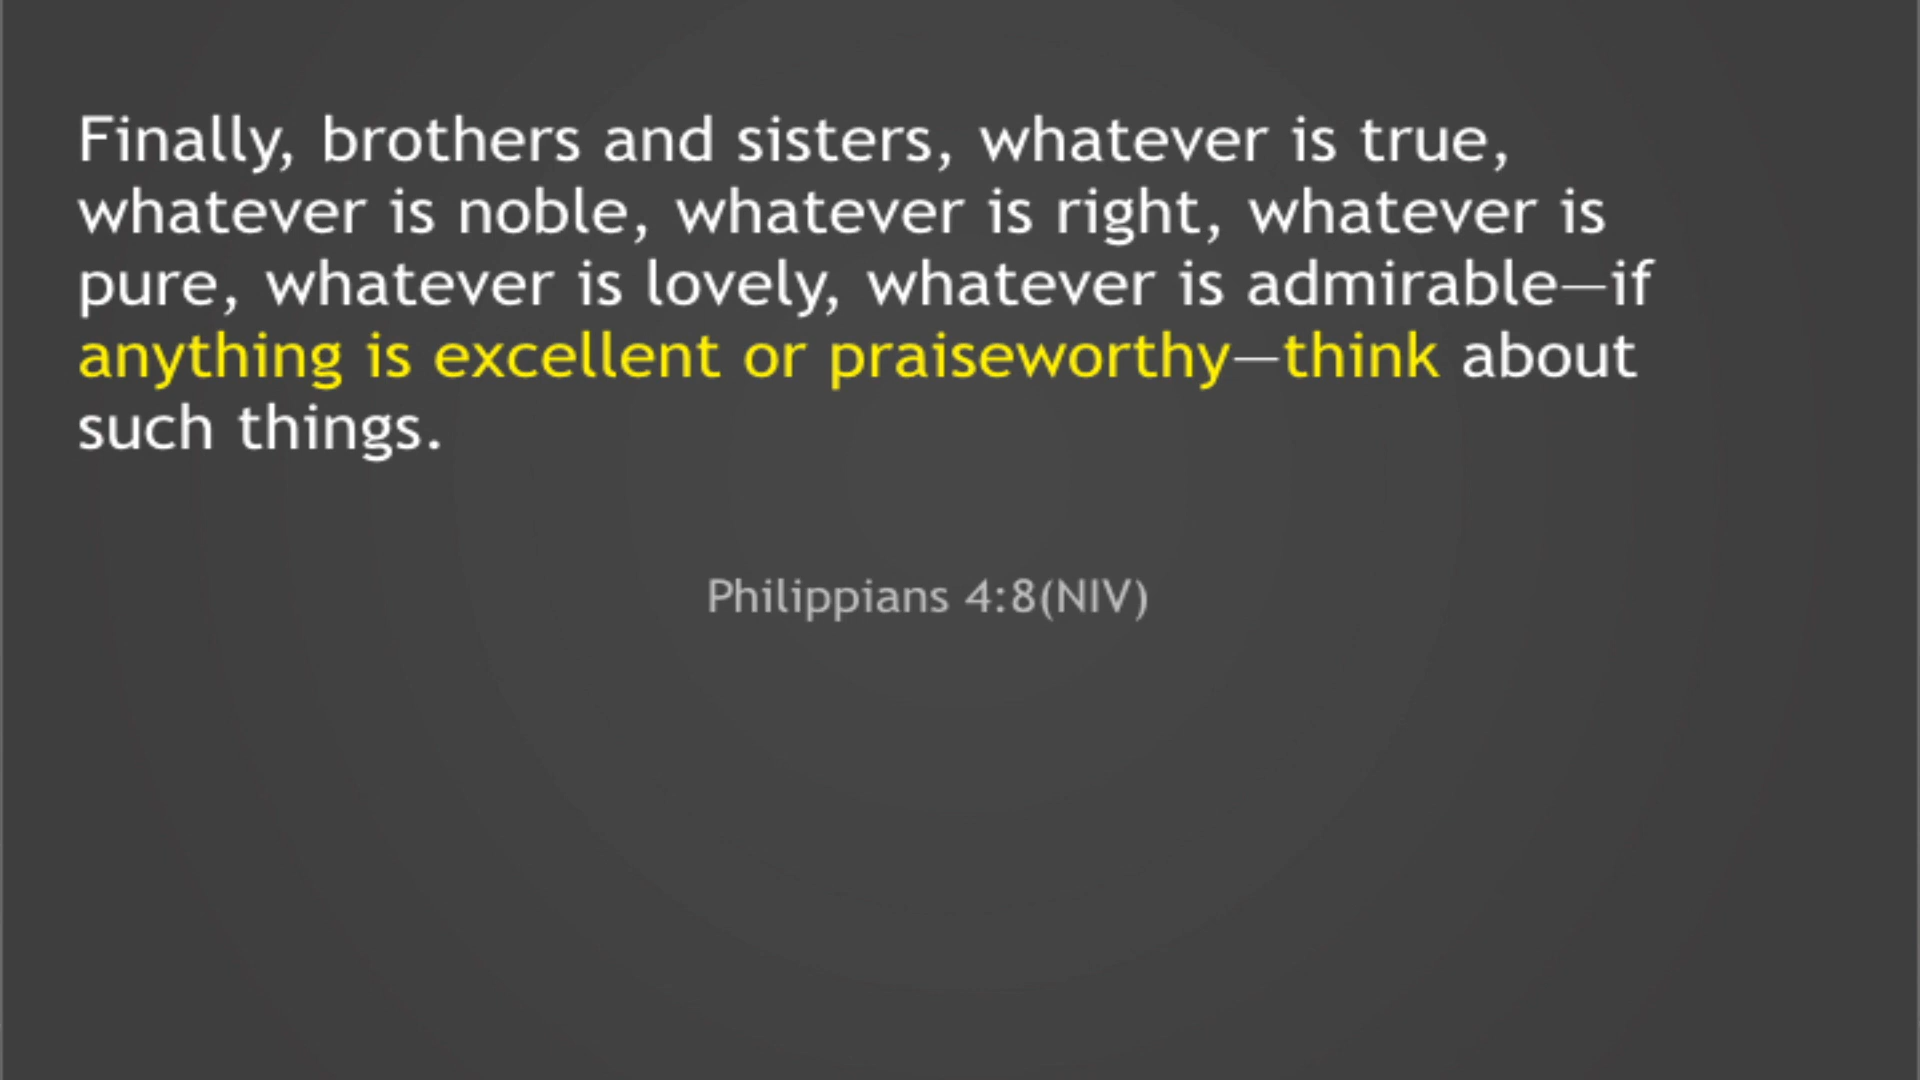 Finally, brothers and sisters, whatever is true,
whatever is noble, whatever is right, whatever is
pure, whatever is lovely, whatever is admirable—if
anything is excellent or praiseworthy—think about
such things.
Philippians 4:8(NIV)